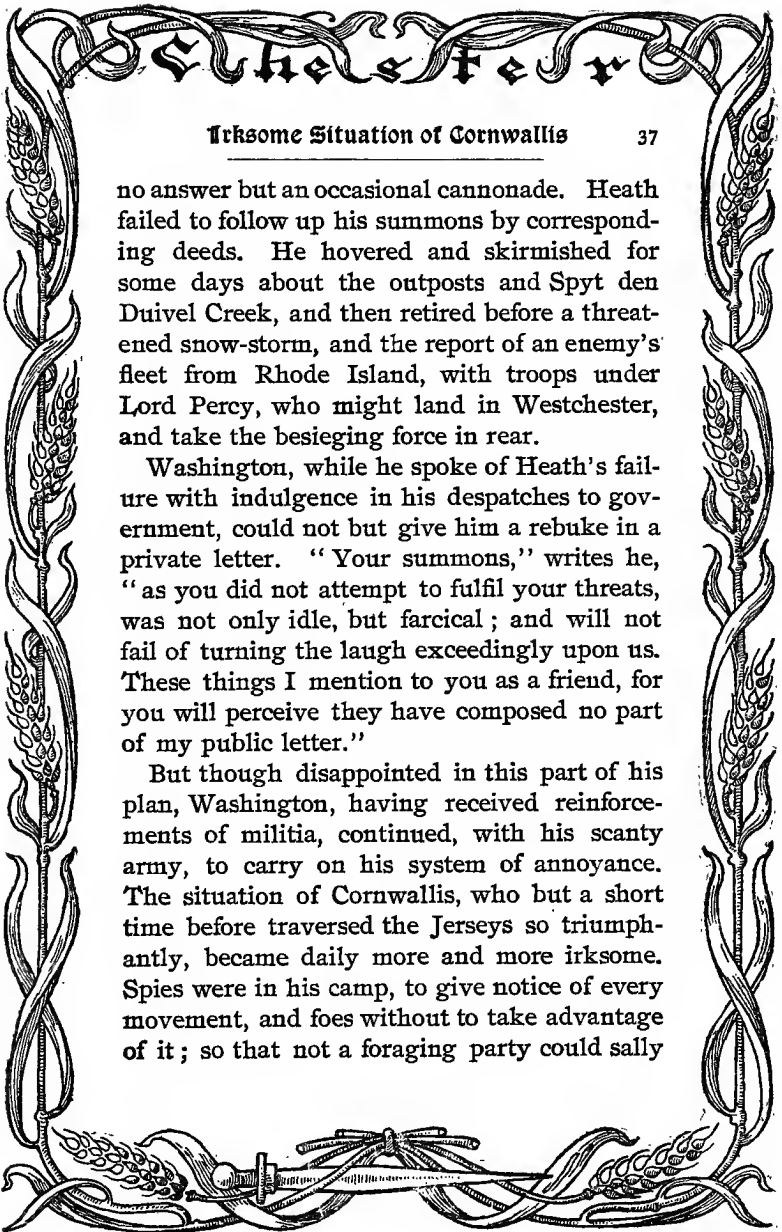 Chester
Irksome Situation of Cornwallis 37
no answer but an occasional cannonade. Heath
failed to follow up his summons by correspond-
ing deeds. He hovered and skirmished for
some days about the outposts and Spyt den
Duivel Creek, and then retired before a threat-
ened snow-storm, and the report of an enemy's
fleet from Rhode Island, with troops under
Lord Percy, who might land in Westchester,
and take the besieging force in rear.
Washington, while he spoke of Heath's fail-
ure with indulgence in his despatches to gov-
ernment, could not but give him a rebuke in a
private letter. "Your summons," writes he,
"as you did not attempt to fulfil your threats,
was not only idle, but farcical; and will not
fail of turning the laugh exceedingly upon us.
These things I mention to you as a friend, for
you will perceive they have composed no part
of my public letter."
But though disappointed in this part of his
plan, Washington, having received reinforce-
ments of militia, continued, with his scanty
army, to carry on his system of annoyance.
The situation of Cornwallis, who but a short
time before traversed the Jerseys so triumph-
antly, became daily more and more irksome.
Spies were in his camp, to give notice of every
movement, and foes without to take advantage
of it; so that not a foraging party could sally